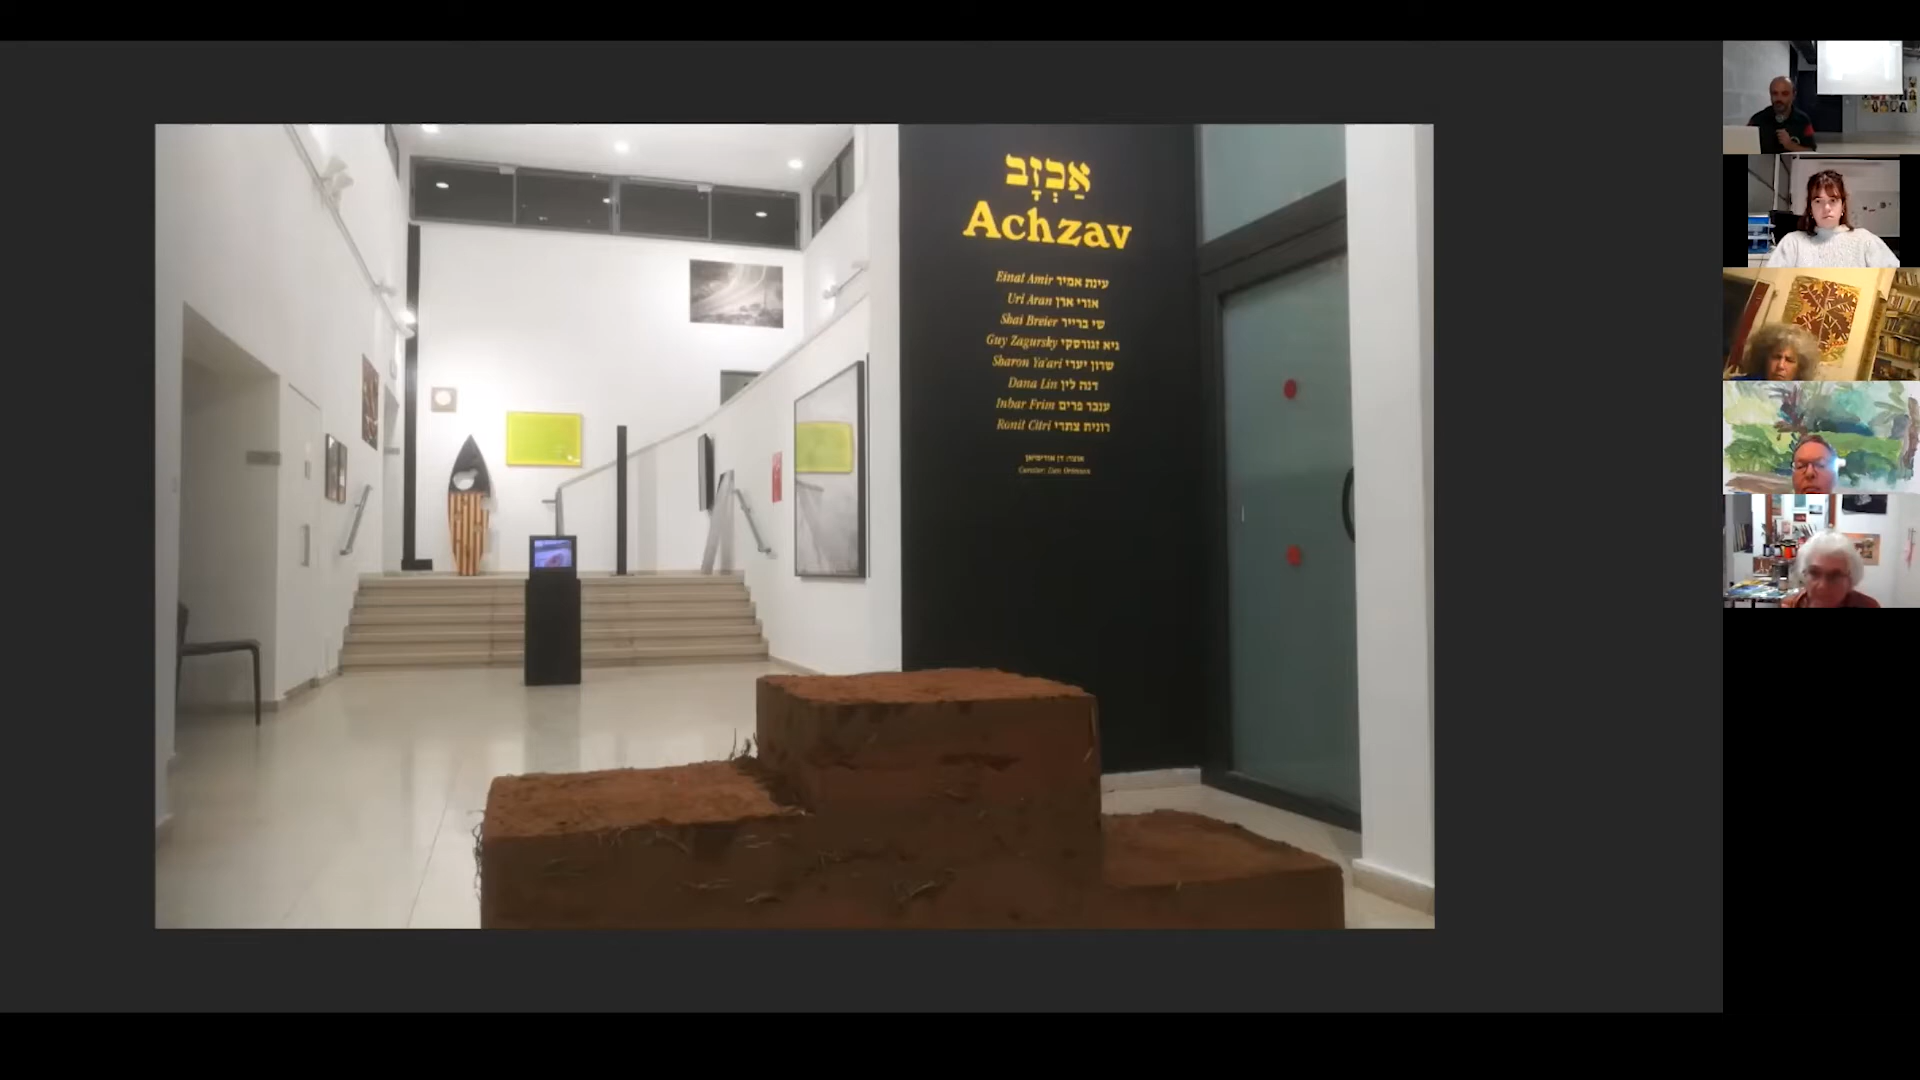 אַכְזָב
Achzav
Einat Amir עינת אמיר
Uri Aran אורי ארן
Shai Breier שי ברייר
Guy Zagursky גיא זגורסקי
Sharon Ya'ari שרון יערי
Dana Lin דנה לין
Inbar Frim ענבר פרים
Ronit Citri רונית צתרי
Curator: